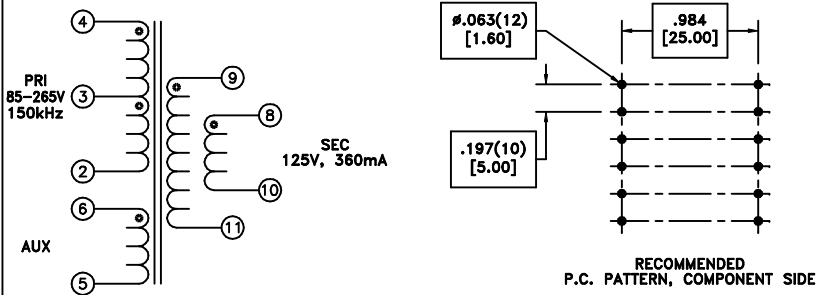 4
PRI
85-265V
150kHz
3
2
6
AUX
5
9
8
SEC
125V, 360mA
10
11
ø.063(12)
[1.60]
.984
[25.00]
.197(10)
[5.00]
RECOMMENDED
P.C. PATTERN, COMPONENT SIDE